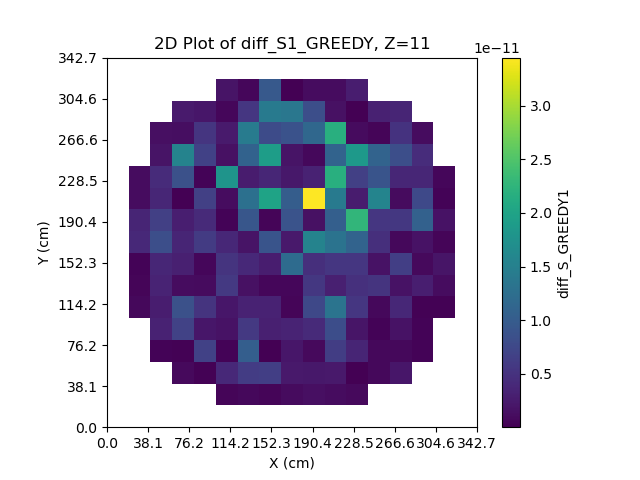 2D Plot of diff_S1_GREEDY, Z=11
1e−11
342.7
304.6
266.6
228.5
190.4
152.3
114.2
76.2
38.1
0.0
Y (cm)
0.0 38.1 76.2 114.2 152.3 190.4 228.5 266.6 304.6 342.7
X (cm)
3.0
2.5
2.0
1.5
1.0
0.5
diff_S_GREEDY1